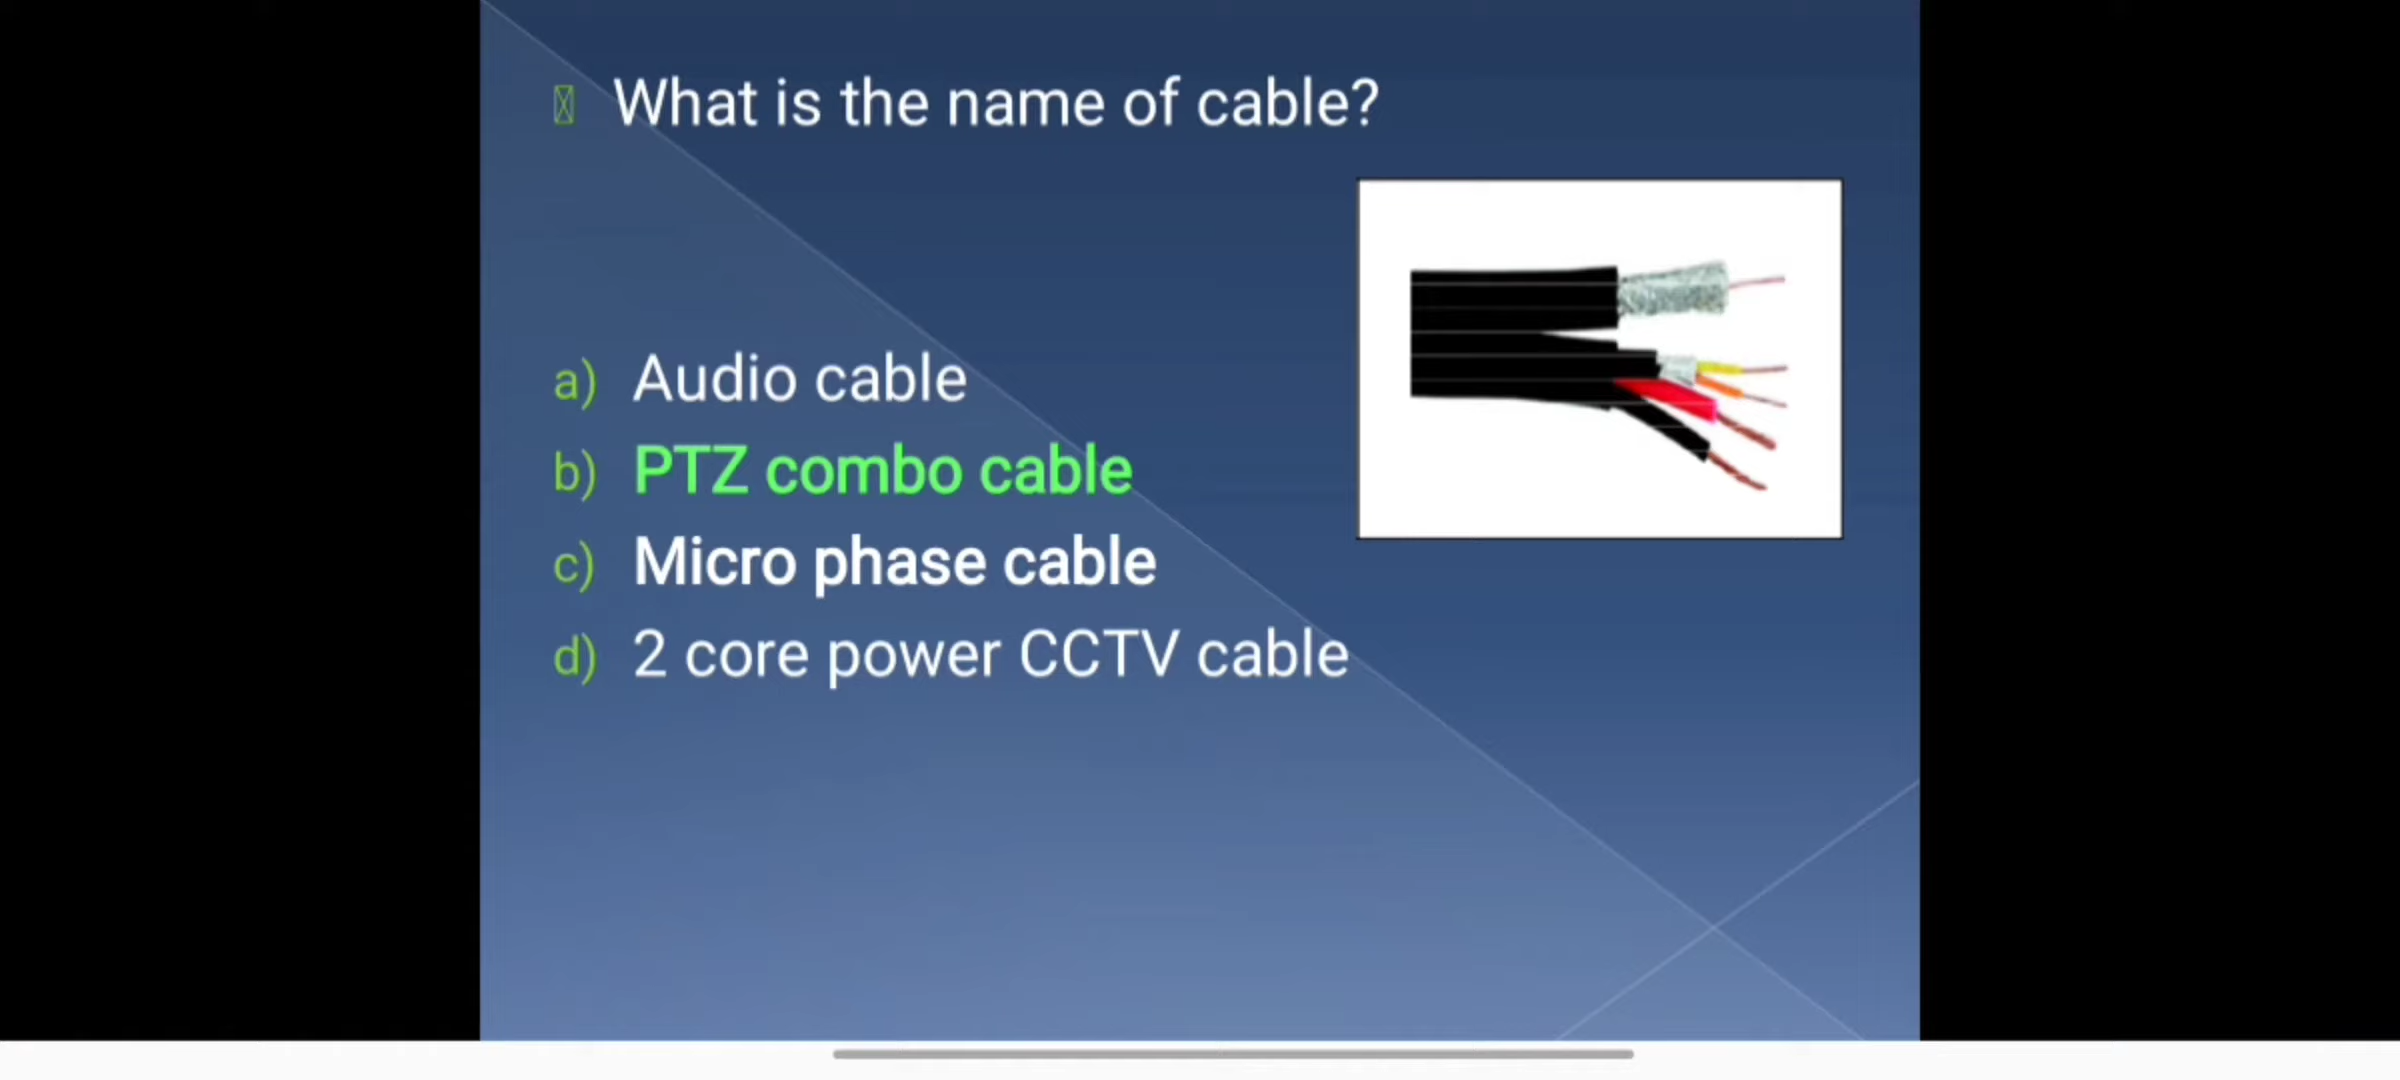 What is the name of cable?
a) Audio cable
b) PTZ combo cable
c) Micro phase cable
d) 2 core power CCTV cable